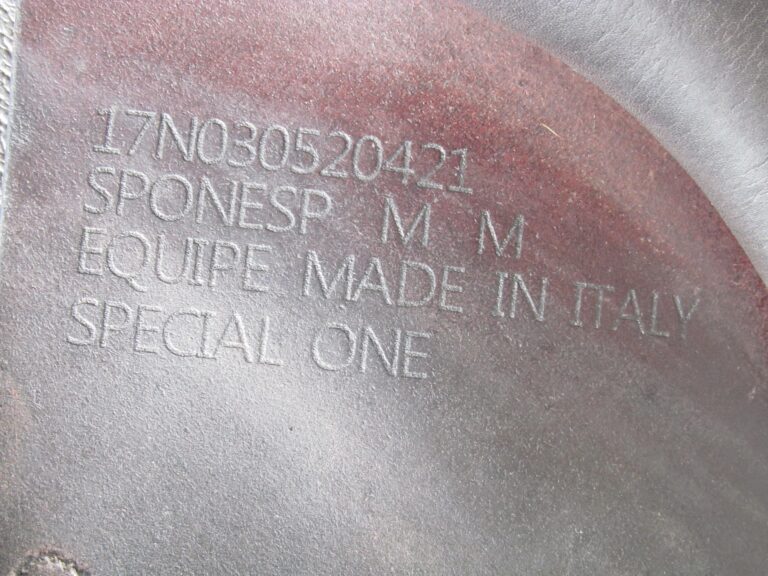 17N030520421
SPONESP M M
EQUIPE MADE IN ITALY
SPECIAL ONE